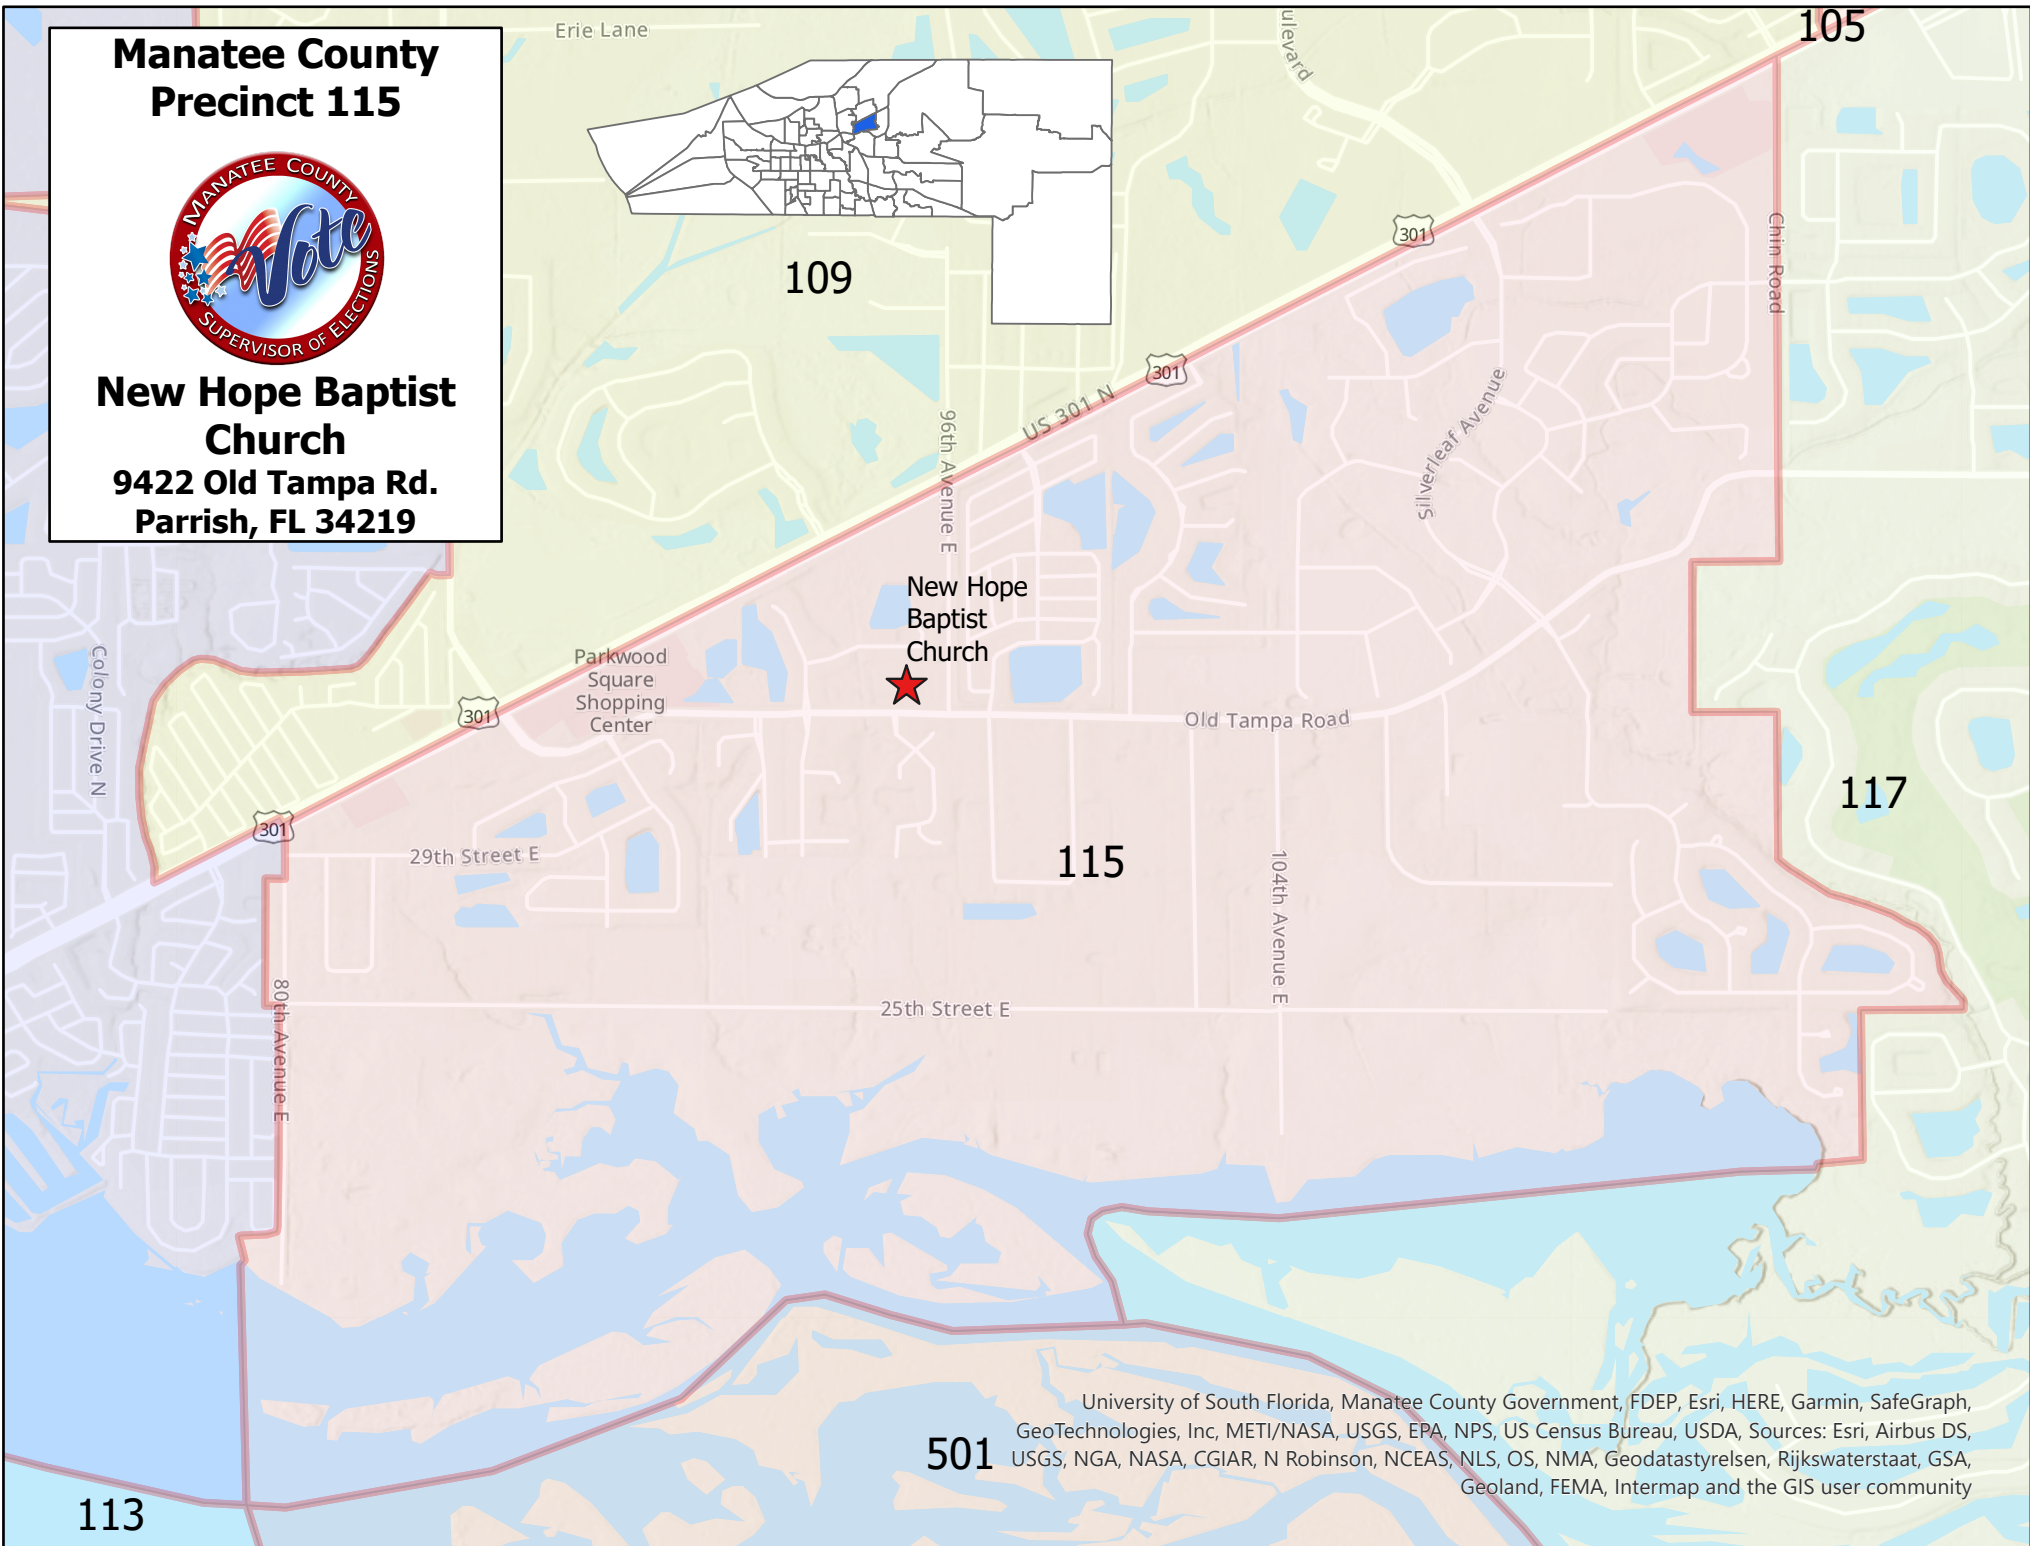 Manatee County
Precinct 115
MANATEE COUNTY
Vote
SUPERVISOR OF ELECTIONS
New Hope Baptist
Church
9422 Old Tampa Rd.
Parrish, FL 34219
Erie Lane
105
109
301
Chin Road
301
US 301 N
96th Avenue E
Silverleaf Avenue
New Hope
Baptist
Church
Parkwood
Square
Shopping
Center
301
Old Tampa Road
Colony Drive N
117
301
29th Street E
115
104th Avenue E
25th Street E
80th Avenue E
University of South Florida, Manatee County Government, FDEP, Esri, HERE, Garmin, SafeGraph,
GeoTechnologies, Inc, METI/NASA, USGS, EPA, NPS, US Census Bureau, USDA, Sources: Esri, Airbus DS,
USGS, NGA, NASA, CGIAR, N Robinson, NCEAS, NLS, OS, NMA, Geodatastyrelsen, Rijkswaterstaat, GSA,
Geoland, FEMA, Intermap and the GIS user community
501
113